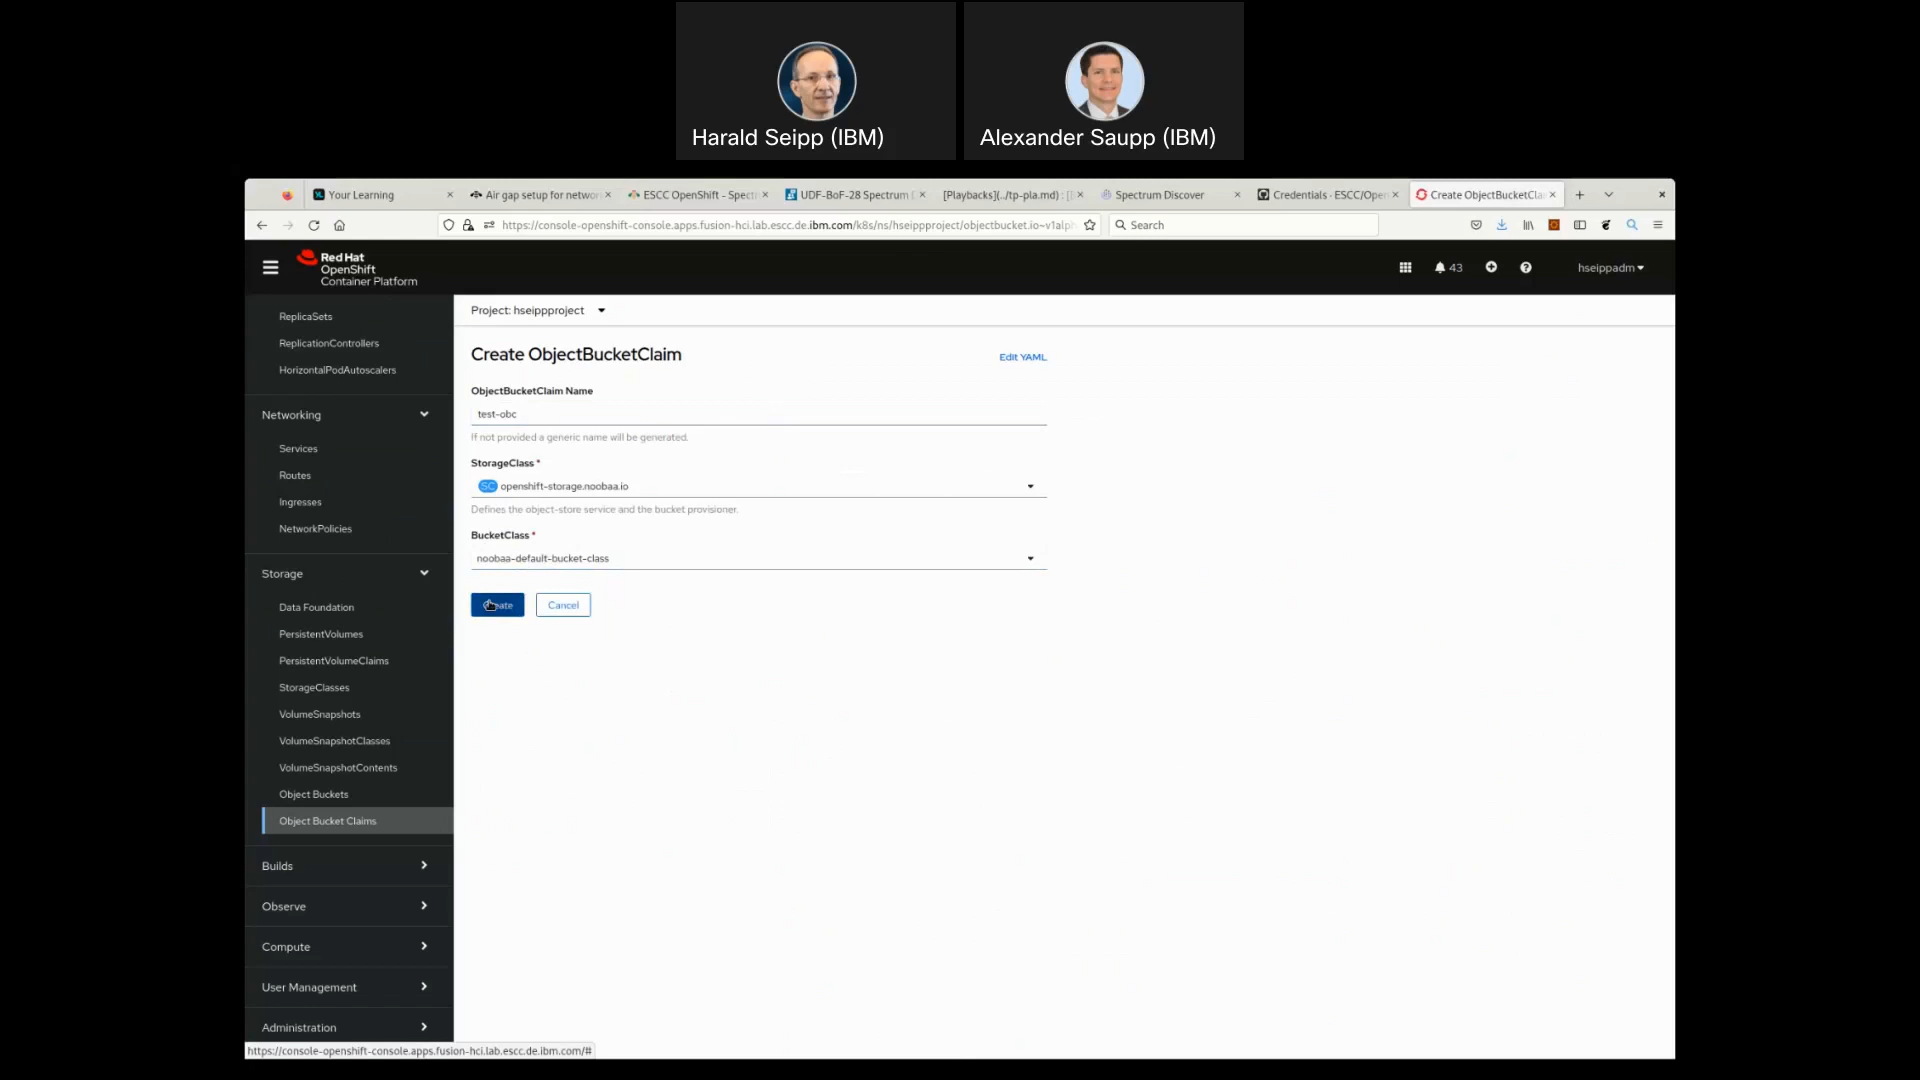 Harald Seipp (IBM)
Alexander Saupp (IBM)
Your Learning
Air gap setup for networ
ESCC OpenShift - Spectr
UDF-BoF-28 Spectrum
[Playbacks](../tp-pla.md) : [
Spectrum Discover
Credentials · ESCC/Open
Create ObjectBucketClai
https://console-openshift-console.apps.fusion-hci.lab.escc.de.ibm.com/k8s/ns/hseippproject/objectbucket.io~v1alph
Search
Red Hat
OpenShift
Container Platform
43
hseippadm
ReplicaSets
ReplicationControllers
HorizontalPodAutoscalers
Networking
Services
Routes
Ingresses
NetworkPolicies
Storage
Data Foundation
PersistentVolumes
PersistentVolumeClaims
StorageClasses
VolumeSnapshots
VolumeSnapshotClasses
VolumeSnapshotContents
Object Buckets
Object Bucket Claims
Builds
Observe
Compute
User Management
Administration
Project: hseippproject
Create ObjectBucketClaim
Edit YAML
ObjectBucketClaim Name
test-obc
If not provided a generic name will be generated.
StorageClass *
SC openshift-storage.noobaa.io
Defines the object-store service and the bucket provisioner.
BucketClass *
noobaa-default-bucket-class
Create
Cancel
https://console-openshift-console.apps.fusion-hci.lab.escc.de.ibm.com/#